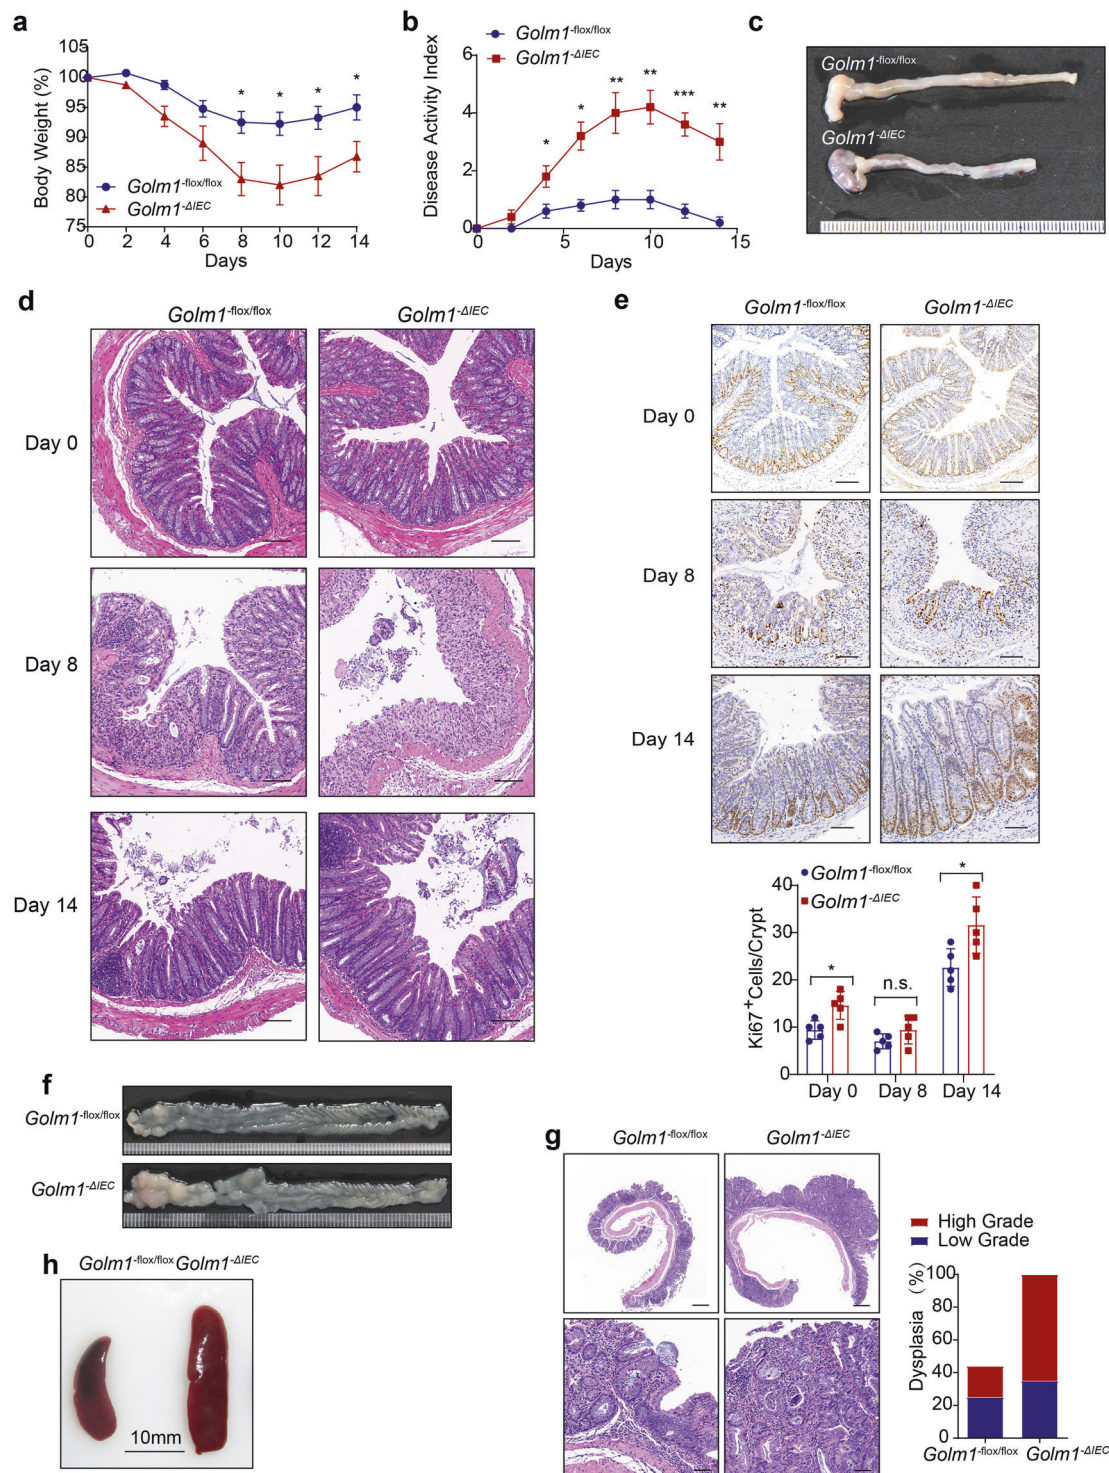 a
105
100
95
90
85
80
75
Body Weight (%)
Golm1-flox/flox
Golm1-ΔIEC
* * * *
0 2 4 6 8 10 12 14
Days
b
Golm1-flox/flox
Golm1-ΔIEC
6
4
2
0
Disease Activity Index
* * ** ** *** **
0 5 10 15
Days
c
Golm1-flox/flox
Golm1-ΔIEC
d
Golm1-flox/flox Golm1-ΔIEC
Day 0
Day 8
Day 14
e
Golm1-flox/flox Golm1-ΔIEC
Day 0
Day 8
Day 14
Golm1-flox/flox
Golm1-ΔIEC
40
30
20
10
0
Ki67+Cells/Crypt
* n.s. *
Day 0 Day 8 Day 14
f
Golm1-flox/flox
Golm1-ΔIEC
g
Golm1-flox/flox Golm1-ΔIEC
High Grade
Low Grade
100
80
60
40
20
0
Dysplasia (%)
Golm1-flox/flox Golm1-ΔIEC
h
Golm1-flox/flox Golm1-ΔIEC
10mm